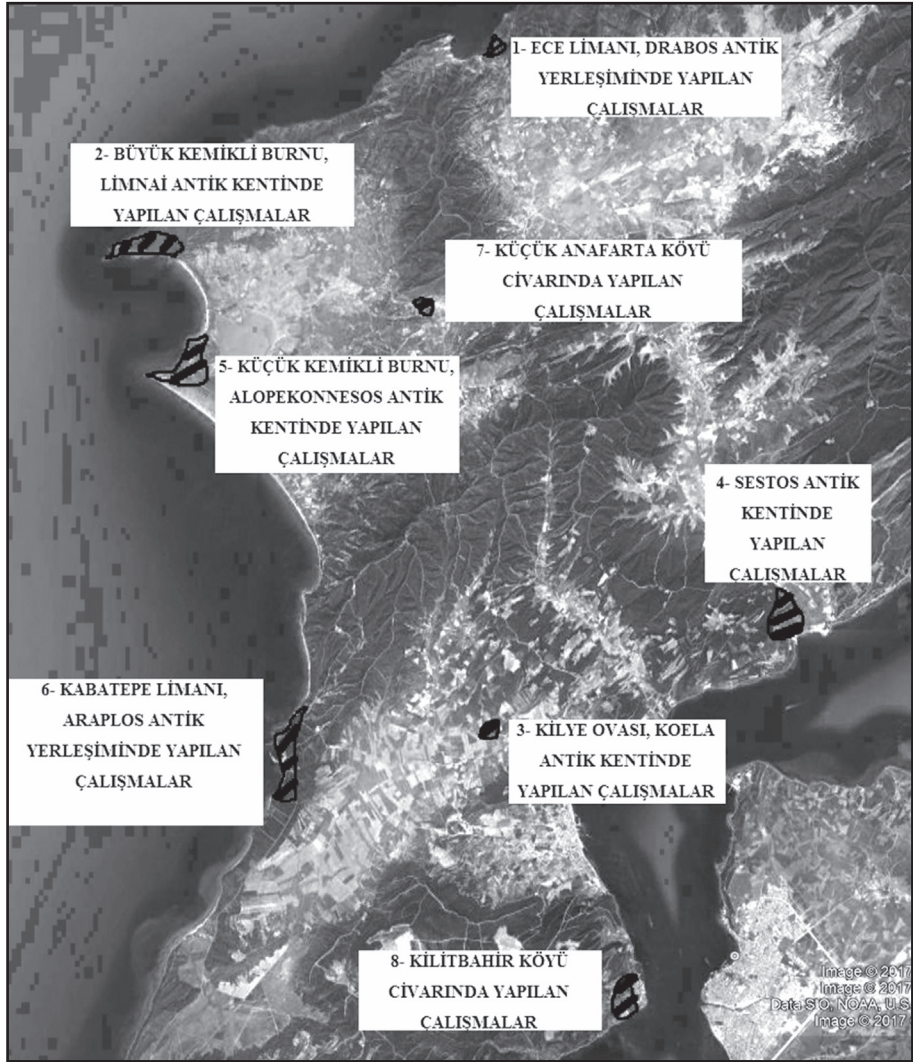 1- ECE LİMANI, DRABOS ANTİK
YERLEŞİMİNDE YAPILAN
ÇALIŞMALAR
2- BÜYÜK KEMİKLİ BURNU,
LİMNAİ ANTİK KENTİNDE
YAPILAN ÇALIŞMALAR
7- KÜÇÜK ANAFARTA KÖYÜ
CİVARINDA YAPILAN
ÇALIŞMALAR
5- KÜÇÜK KEMİKLİ BURNU,
ALOPEKONNESOS ANTİK
KENTİNDE YAPILAN
ÇALIŞMALAR
4- SESTOS ANTİK
KENTİNDE
YAPILAN
ÇALIŞMALAR
6- KABATEPE LİMANI,
ARAPLOS ANTİK
YERLEŞİMİNDE YAPILAN
ÇALIŞMALAR
3- KİLYE OVASI, KOELA
ANTİK KENTİNDE
YAPILAN ÇALIŞMALAR
8- KİLİTBAHİR KÖYÜ
CİVARINDA YAPILAN
ÇALIŞMALAR
Image © 2017
Image © 2017
Data SIO, NOAA, U.S
Image © 2017